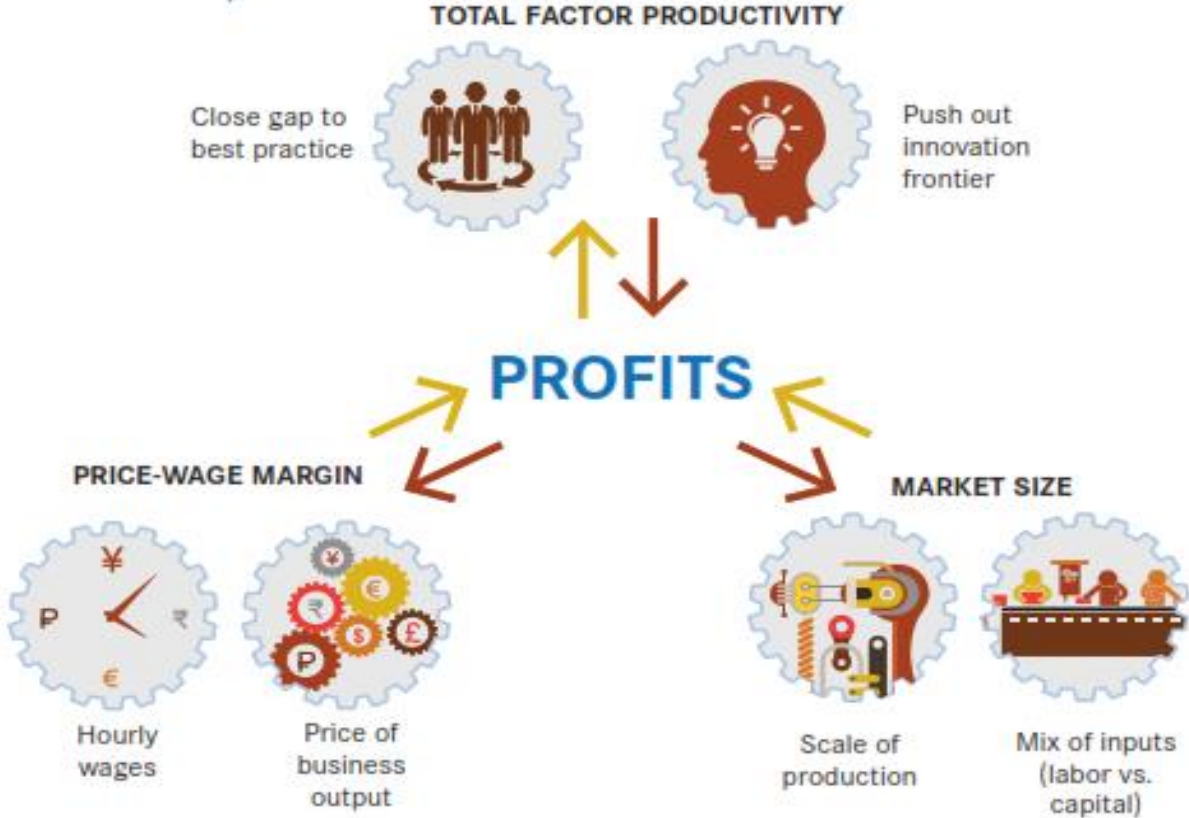 TOTAL FACTOR PRODUCTIVITY
Close gap to
best practice
Push out
innovation
frontier
PROFITS
PRICE-WAGE MARGIN
¥
₽
₹
€
Hourly
wages
¥
€
₹
$
£
₽
Price of
business
output
MARKET SIZE
Scale of
production
Mix of inputs
(labor vs.
capital)